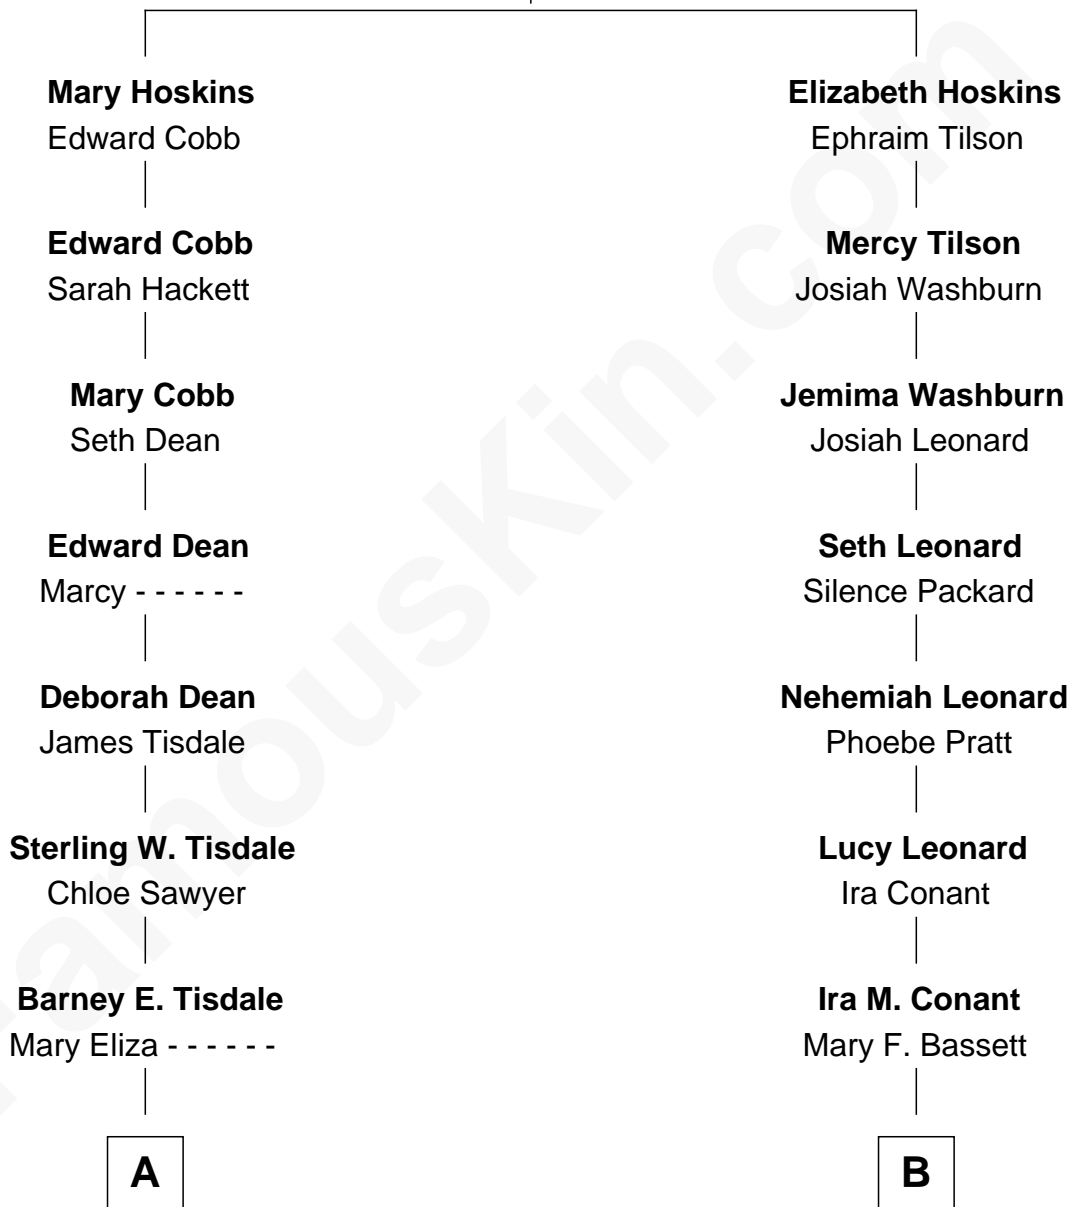 Mary Hoskins
Edward Cobb
Edward Cobb
Sarah Hackett
Mary Cobb
Seth Dean
Edward Dean
Marcy - - - - - -
Deborah Dean
James Tisdale
Sterling W. Tisdale
Chloe Sawyer
Barney E. Tisdale
Mary Eliza - - - - - -
A
Elizabeth Hoskins
Ephraim Tilson
Mercy Tilson
Josiah Washburn
Jemima Washburn
Josiah Leonard
Seth Leonard
Silence Packard
Nehemiah Leonard
Phoebe Pratt
Lucy Leonard
Ira Conant
Ira M. Conant
Mary F. Bassett
B
FamousKin.com